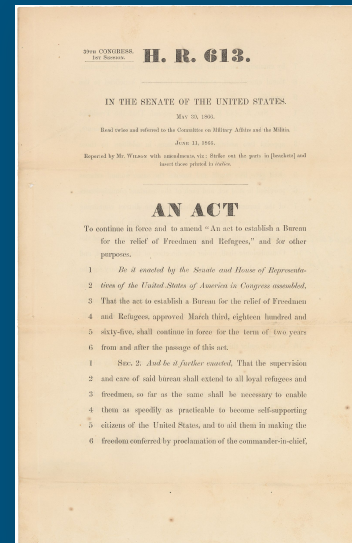 39TH CONGRESS,
1ST SESSION.
H. R. 613.
IN THE SENATE OF THE UNITED STATES.
MAY 30, 1866.
Read twice and referred to the Committee on Military Affairs and the Militia.
JUNE 11, 1866.
Reported by Mr. WILSON with amendments, viz: Strike out the parts in [brackets] and
insert those printed in italics.
AN ACT
To continue in force and to amend "An act to establish a Bureau
for the relief of Freedmen and Refugees," and for other
purposes.
1 Be it enacted by the Senate and House of Representa-
2 tives of the United States of America in Congress assembled,
3 That the act to establish a Bureau for the relief of Freedmen
4 and Refugees, approved March third, eighteen hundred and
5 sixty-five, shall continue in force for the term of two years
6 from and after the passage of this act.
1 SEC. 2. And be it further enacted, That the supervision
2 and care of said bureau shall extend to all loyal refugees and
3 freedmen, so far as the same shall be necessary to enable
4 them as speedily as practicable to become self-supporting
5 citizens of the United States, and to aid them in making the
6 freedom conferred by proclamation of the commander-in-chief,